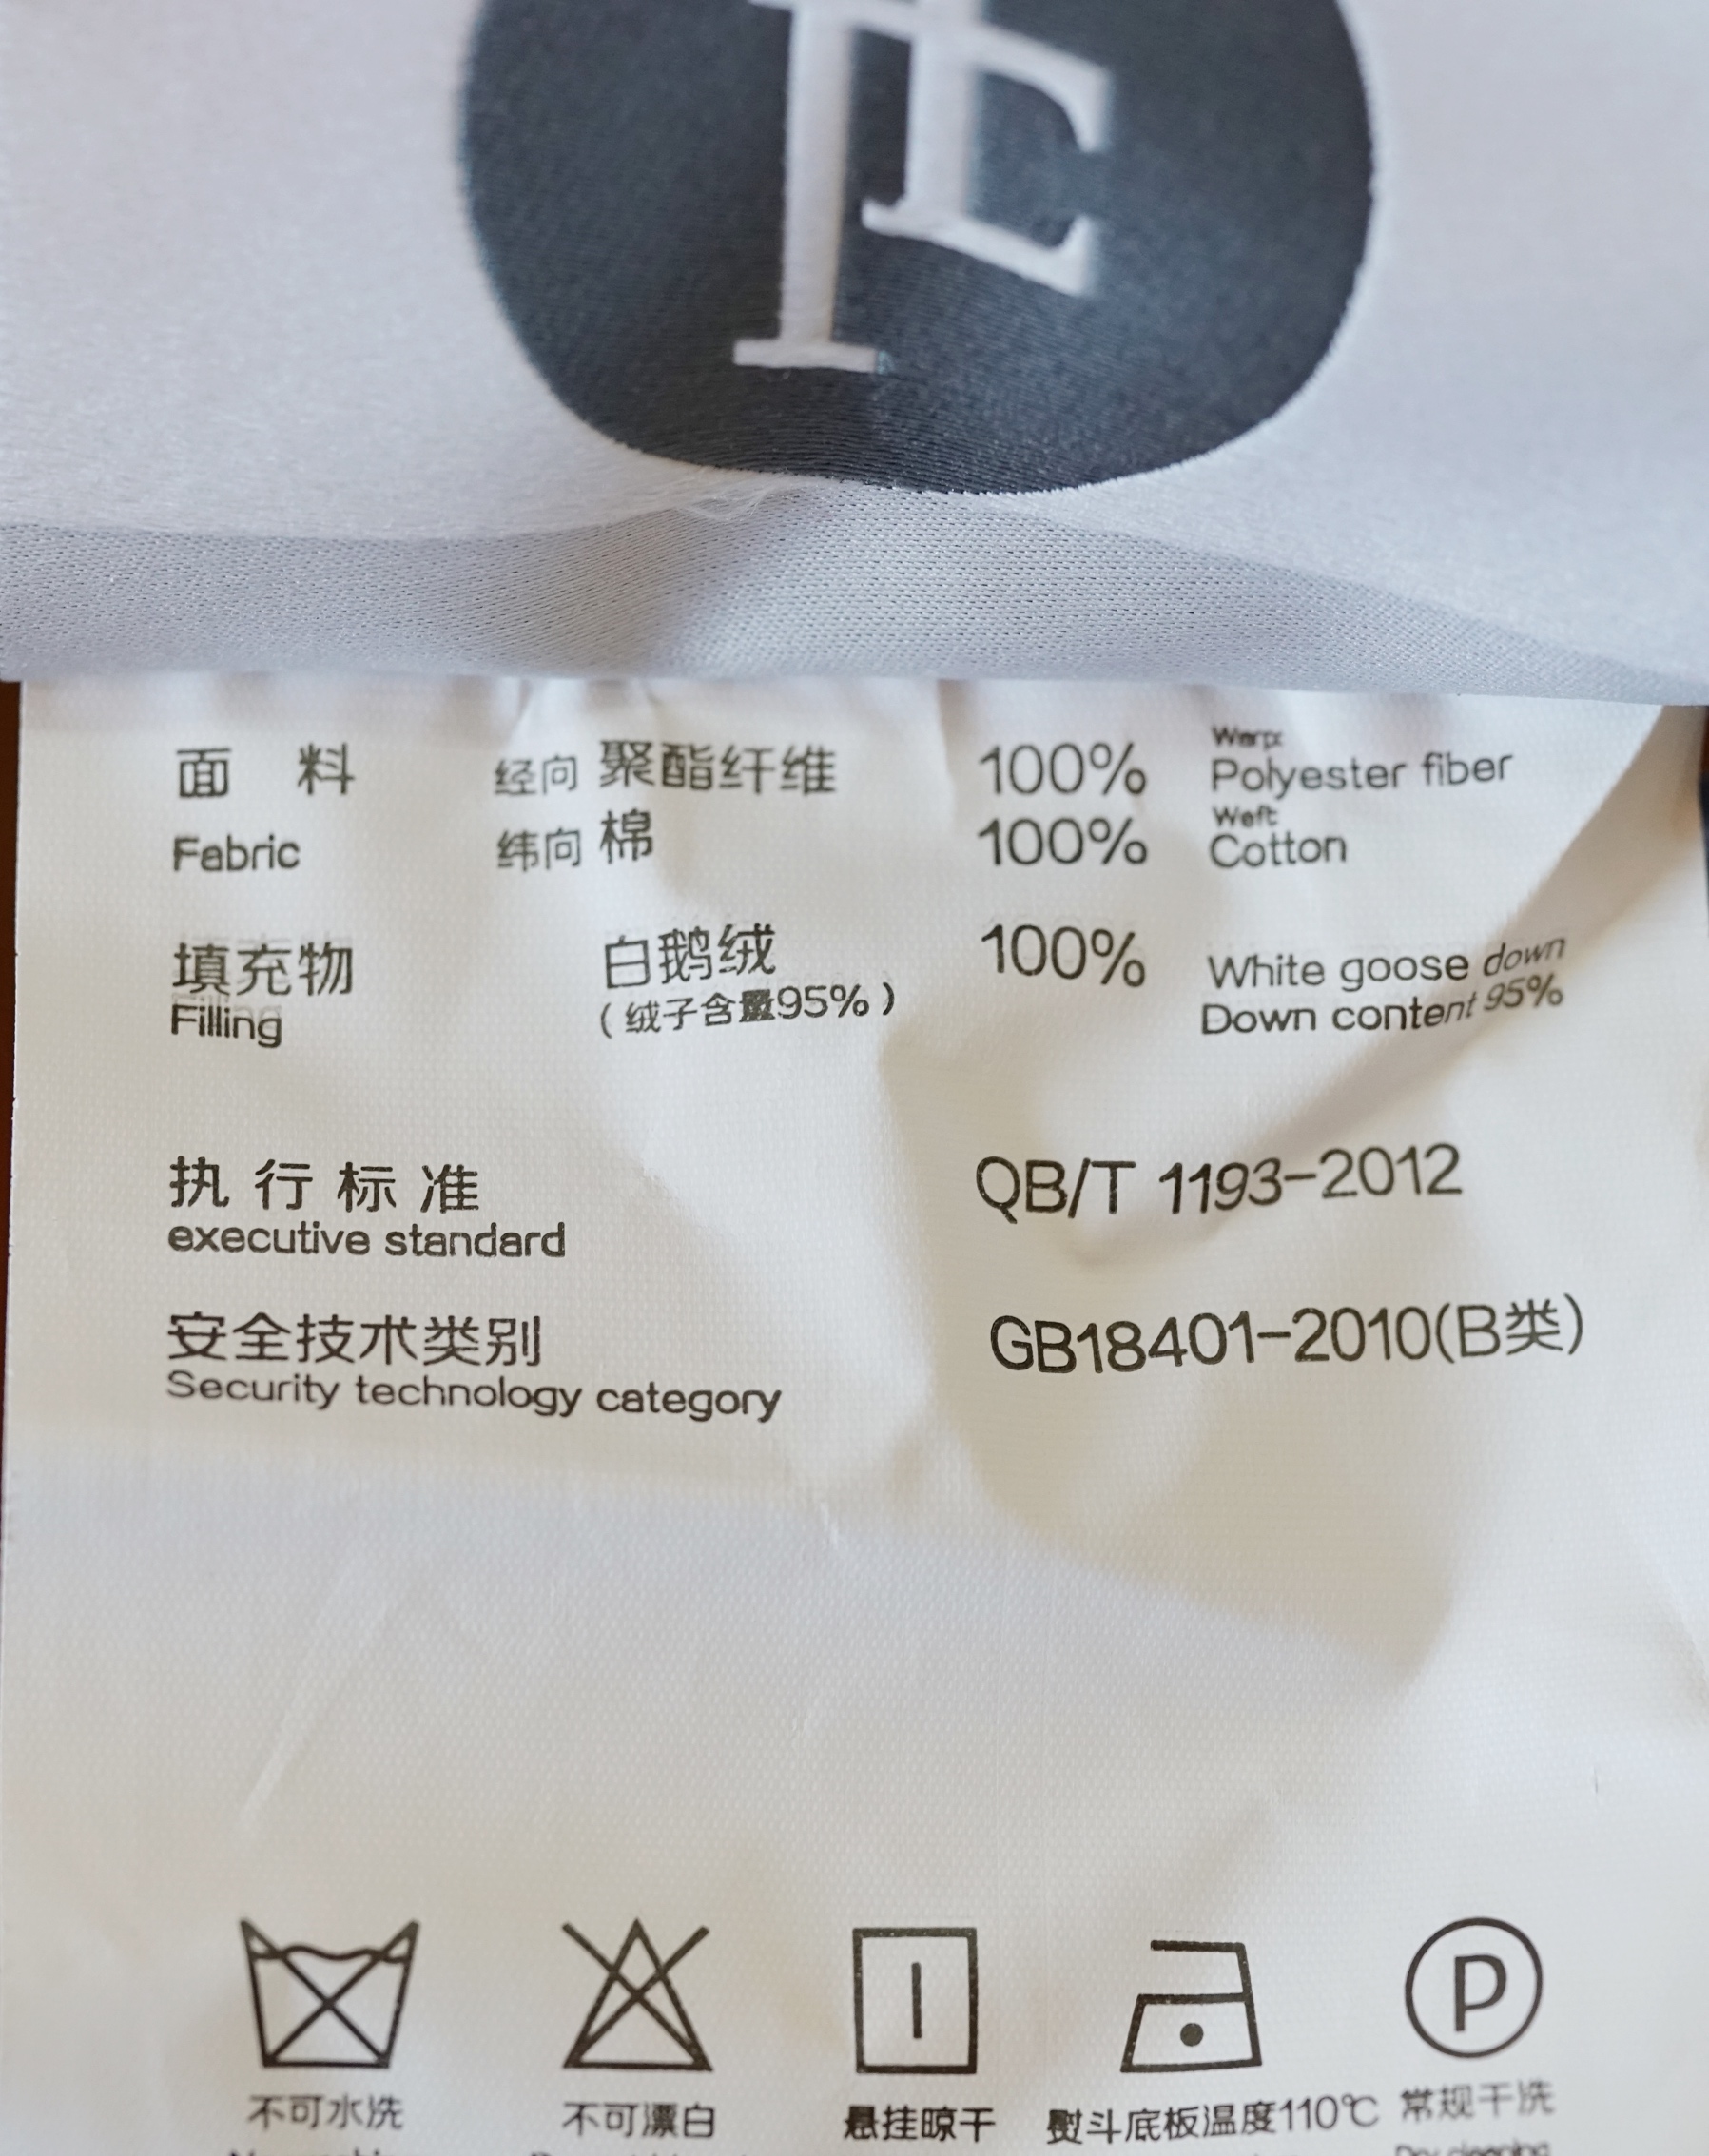 面 料 经向 聚酯纤维 100% Warp: Polyester fiber
Fabric 纬向 棉 100% Weft: Cotton
填充物 白鹅绒 100% White goose down
Filling (绒子含量95%) Down content 95%
执行标准 QB/T 1193-2012
executive standard
安全技术类别 GB18401-2010(B类)
Security technology category
P
不可水洗 不可漂白 悬挂晾干 熨斗底板温度110℃ 常规干洗
Dry cleaning